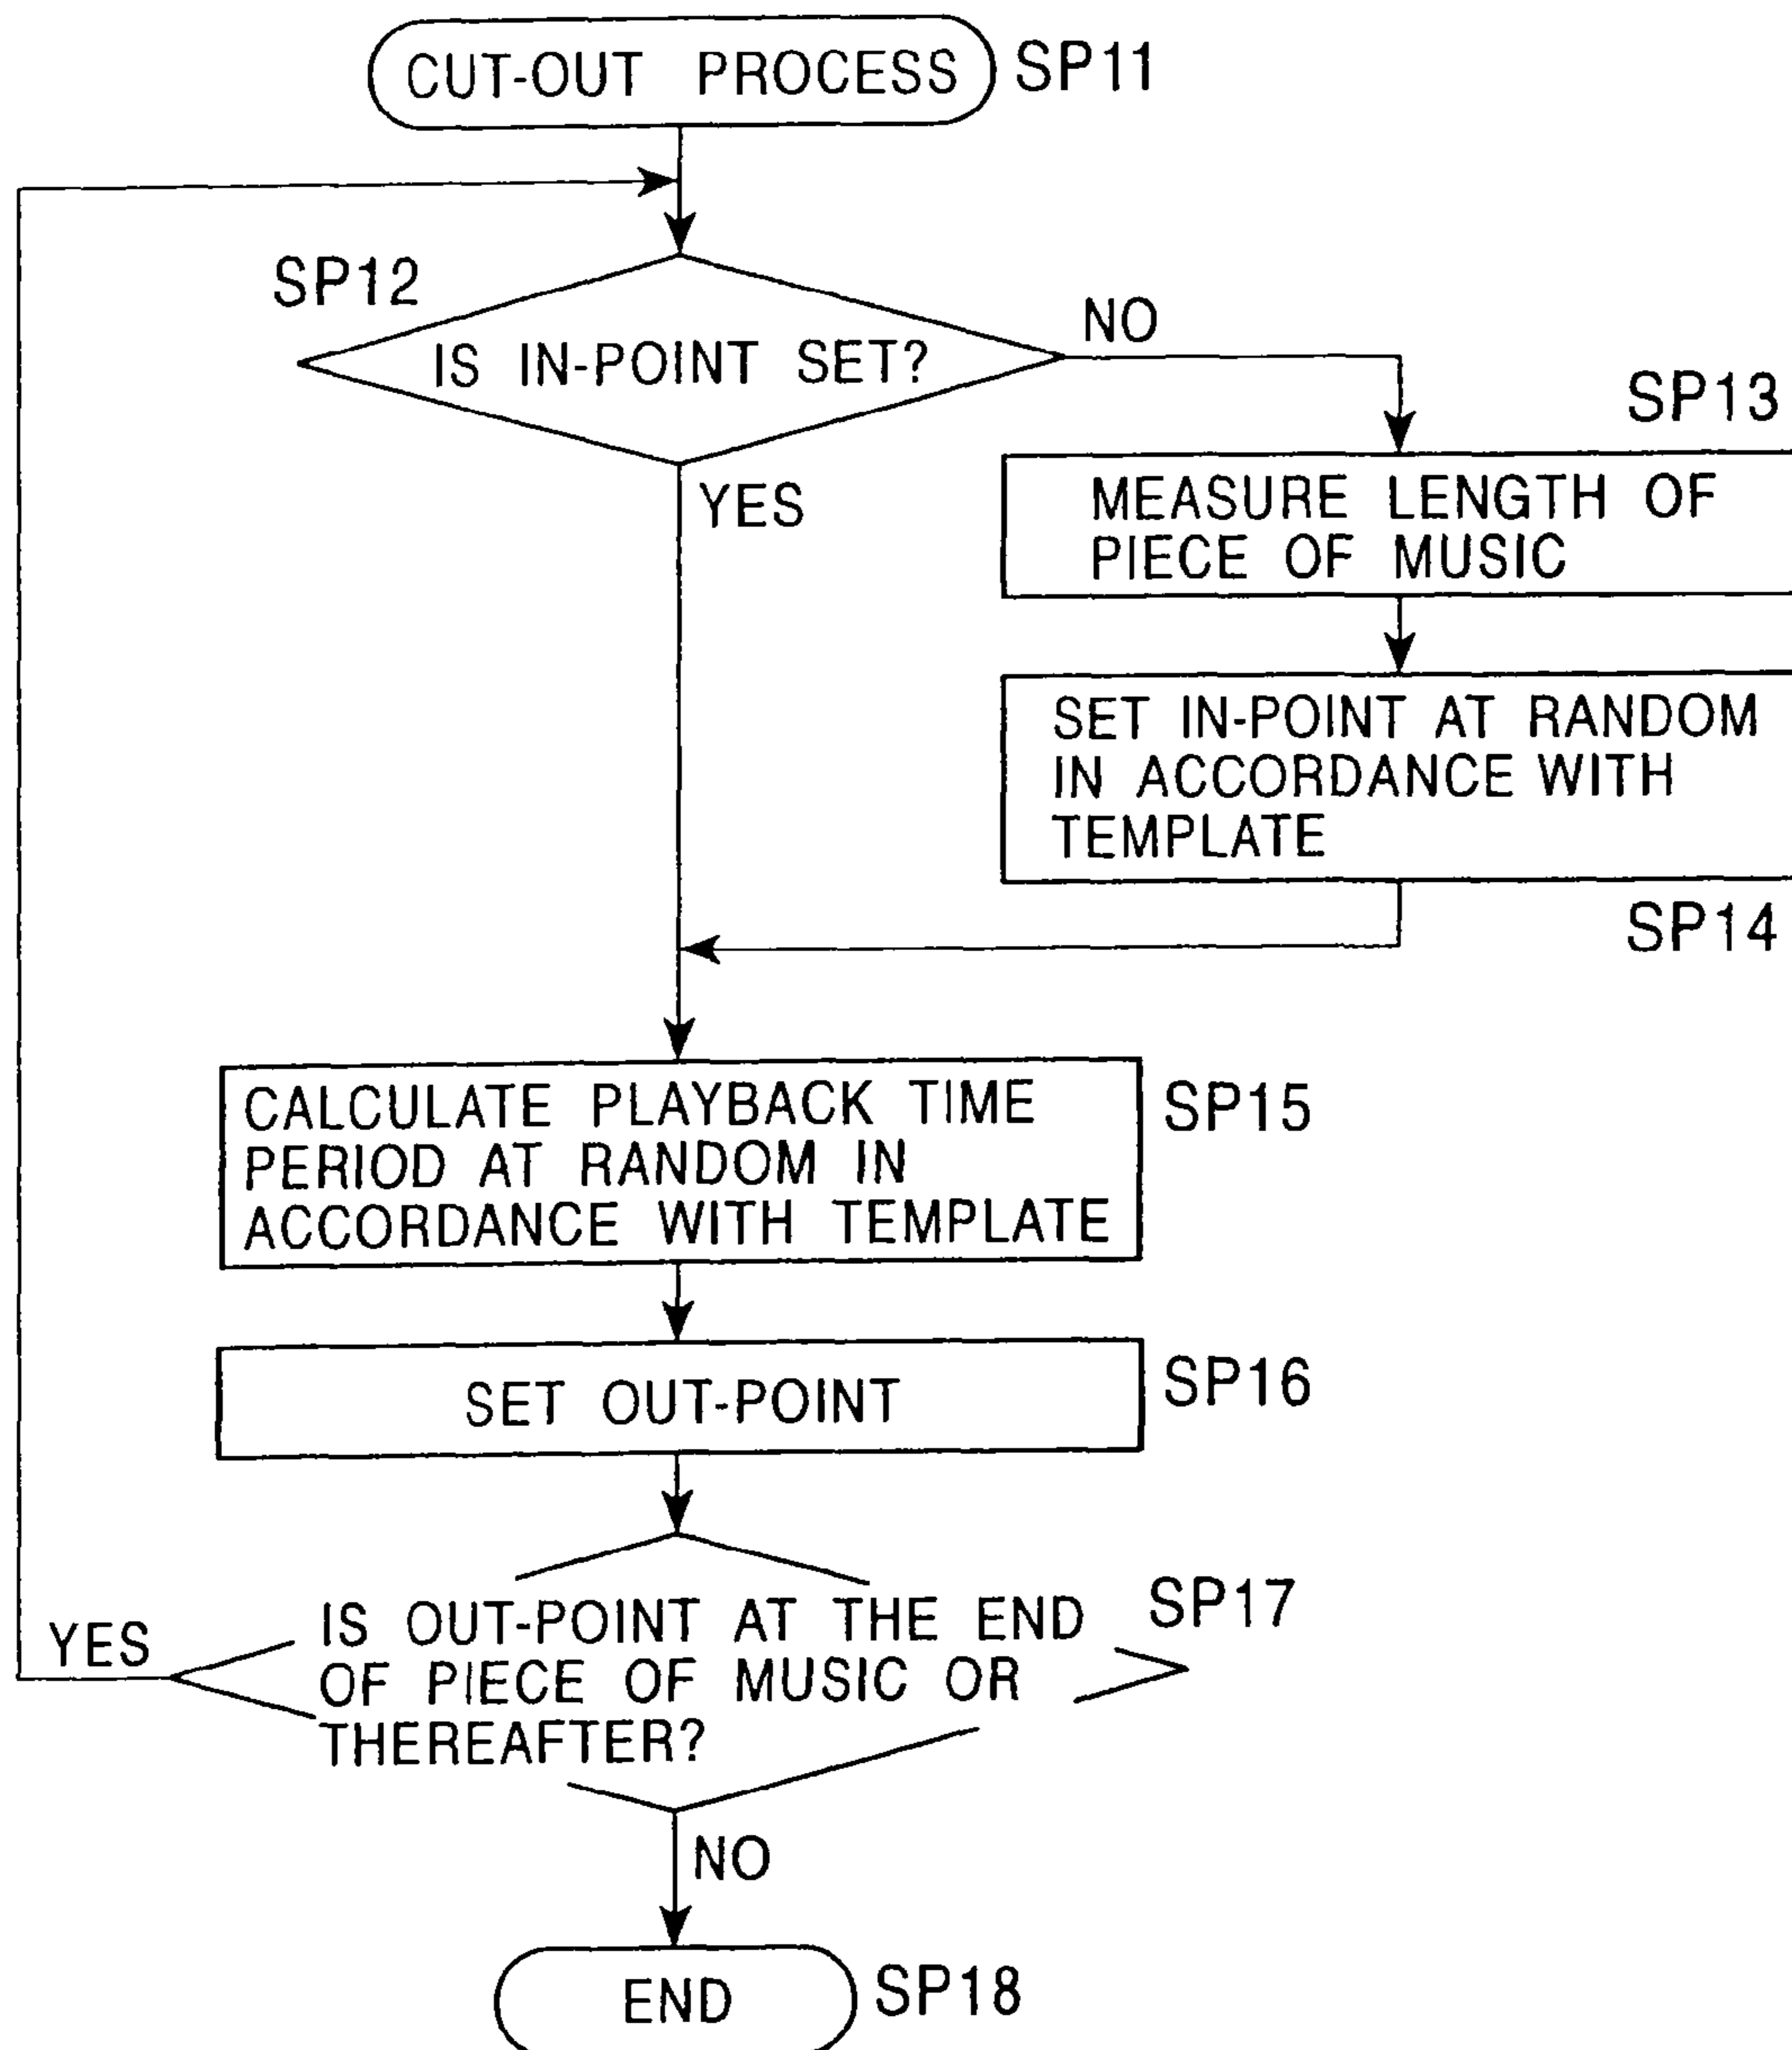 CUT-OUT PROCESS
SP11
SP12
IS IN-POINT SET?
NO
YES
SP13
MEASURE LENGTH OF
PIECE OF MUSIC
SET IN-POINT AT RANDOM
IN ACCORDANCE WITH
TEMPLATE
SP14
CALCULATE PLAYBACK TIME
PERIOD AT RANDOM IN
ACCORDANCE WITH TEMPLATE
SP15
SET OUT-POINT
SP16
IS OUT-POINT AT THE END
OF PIECE OF MUSIC OR
THEREAFTER?
SP17
YES
NO
END
SP18